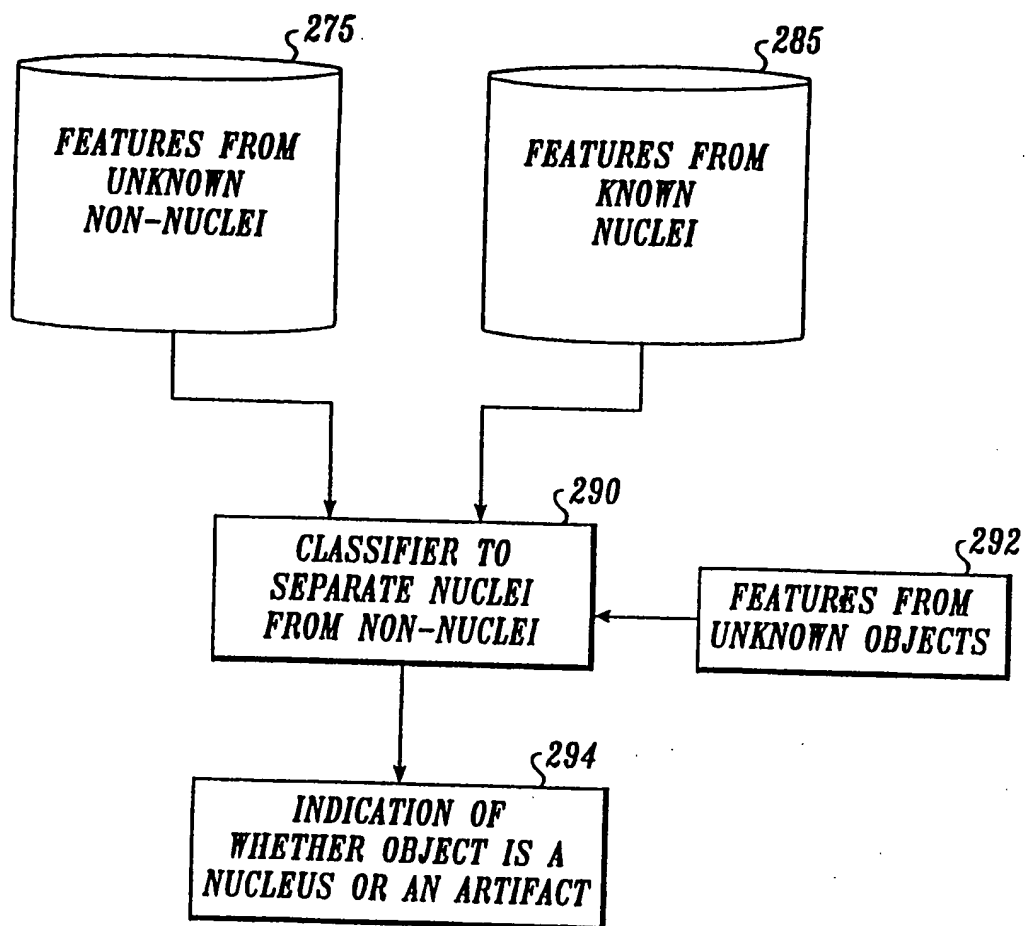 275
FEATURES FROM
UNKNOWN
NON-NUCLEI
285
FEATURES FROM
KNOWN
NUCLEI
290
CLASSIFIER TO
SEPARATE NUCLEI
FROM NON-NUCLEI
292
FEATURES FROM
UNKNOWN OBJECTS
294
INDICATION OF
WHETHER OBJECT IS A
NUCLEUS OR AN ARTIFACT